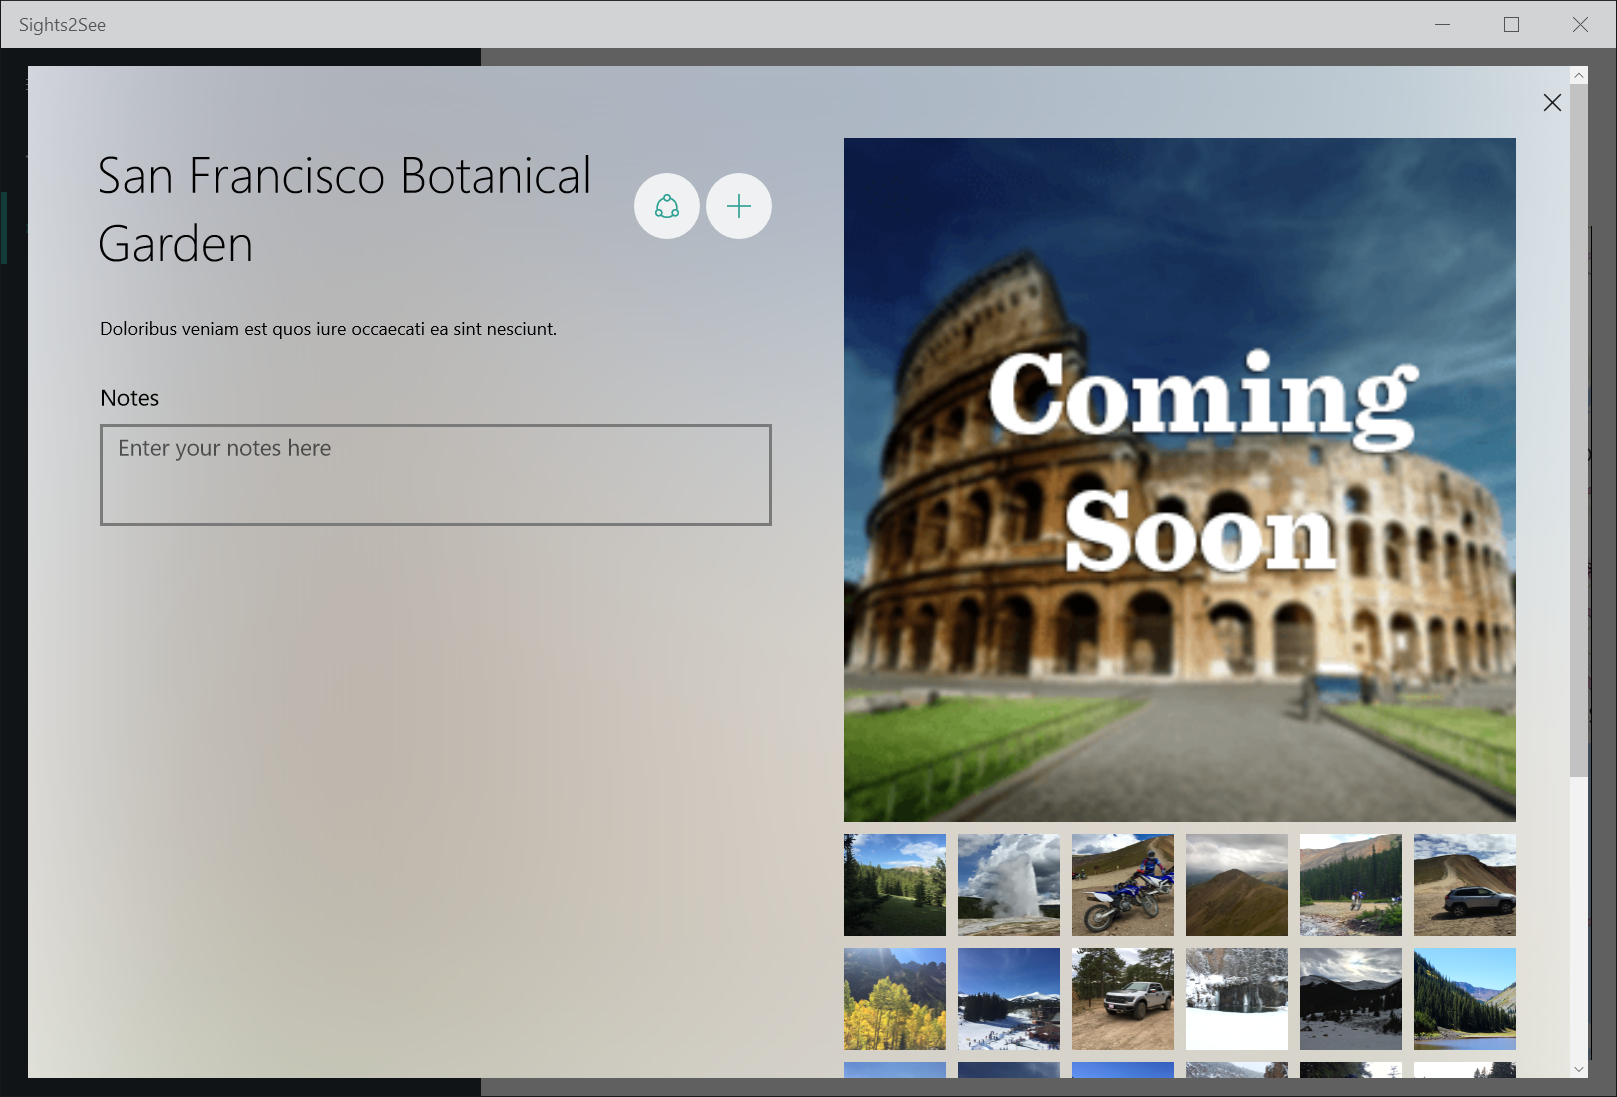 Sights2See
San Francisco Botanical
Garden
Doloribus veniam est quos iure occaecati ea sint nesciunt.
Notes
Enter your notes here
Coming
Soon